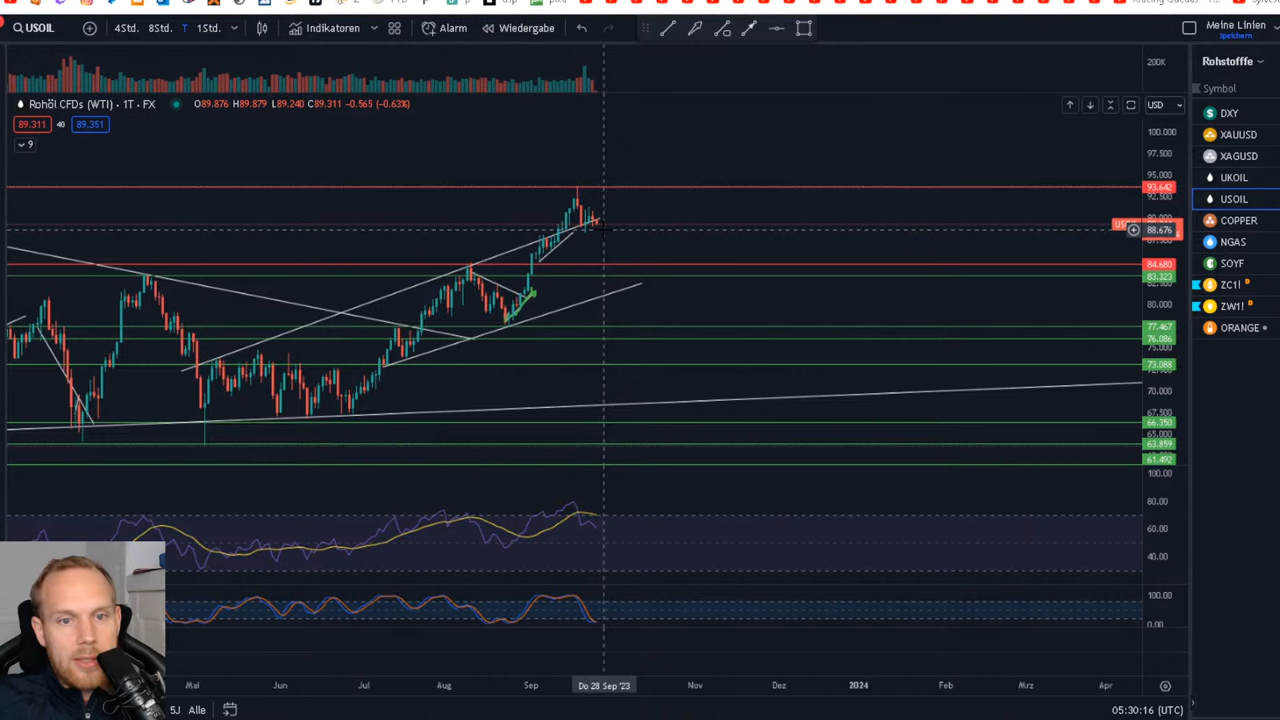 USOIL
4Std.
8Std.
T
1Std.
Indikatoren
Alarm
Wiedergabe
Meine Linien
Speichern
Rohöl CFDs (WTI) · 1T · FX
O89.876 H89.879 L89.240 C89.311 −0.565 (−0.63%)
89.311
40
89.351
9
USD
200K
100.000
97.500
95.000
93.642
92.500
88.676
84.680
83.323
80.000
77.467
76.086
75.000
73.088
70.000
67.500
66.350
65.000
63.859
61.492
100.00
80.00
60.00
40.00
100.00
0.00
Mai
Jun
Jul
Aug
Sep
Do 28 Sep '23
Nov
Dez
2024
Feb
Mrz
Apr
5J
Alle
05:30:16 (UTC)
Rohstofffe
Symbol
DXY
XAUUSD
XAGUSD
UKOIL
USOIL
COPPER
NGAS
SOYF
ZC1! D
ZW1! D
ORANGE